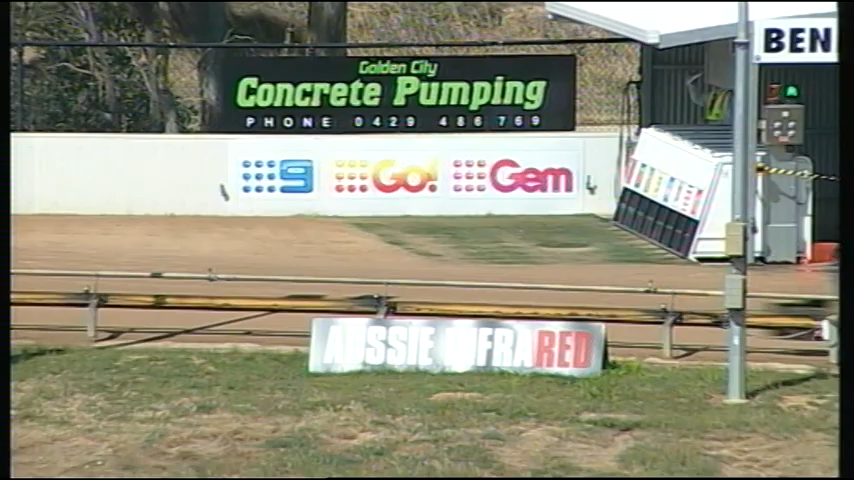 Golden City
Concrete Pumping
PHONE 0429 486 769
BEN
9 Go! Gem
AUSSIE INFRARED